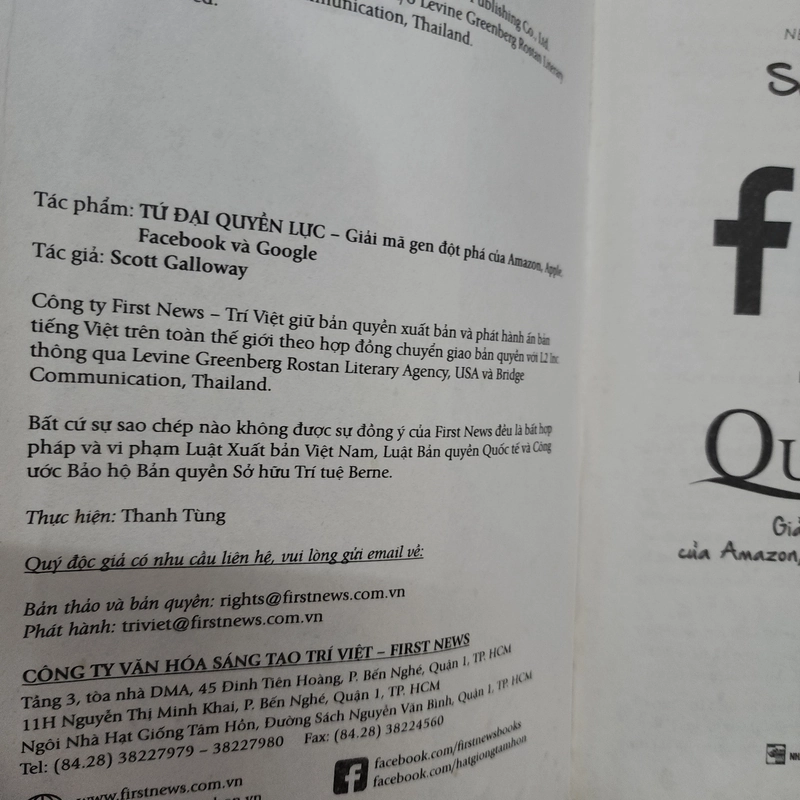 Publishing Co., Ltd.
Levine Greenberg Rostan Literary
Communication, Thailand.
Tác phẩm: TỨ ĐẠI QUYỀN LỰC – Giải mã gen đột phá của Amazon, Apple,
Facebook và Google
Tác giả: Scott Galloway
Công ty First News – Trí Việt giữ bản quyền xuất bản và phát hành ấn bản
tiếng Việt trên toàn thế giới theo hợp đồng chuyển giao bản quyền với L2 Inc
thông qua Levine Greenberg Rostan Literary Agency, USA và Bridge
Communication, Thailand.
Bất cứ sự sao chép nào không được sự đồng ý của First News đều là bất hợp
pháp và vi phạm Luật Xuất bản Việt Nam, Luật Bản quyền Quốc tế và Công
ước Bảo hộ Bản quyền Sở hữu Trí tuệ Berne.
Thực hiện: Thanh Tùng
Quý độc giả có nhu cầu liên hệ, vui lòng gửi email về:
Bản thảo và bản quyền: rights@firstnews.com.vn
Phát hành: triviet@firstnews.com.vn
CÔNG TY VĂN HÓA SÁNG TẠO TRÍ VIỆT – FIRST NEWS
Tầng 3, tòa nhà DMA, 45 Đinh Tiên Hoàng, P. Bến Nghé, Quận 1, TP. HCM
11H Nguyễn Thị Minh Khai, P. Bến Nghé, Quận 1, TP. HCM
Ngôi Nhà Hạt Giống Tâm Hồn, Đường Sách Nguyễn Văn Bình, Quận 1, TP. HCM
Tel: (84.28) 38227979 – 38227980 Fax: (84.28) 38224560
www.firstnews.com.vn
facebook.com/firstnewsbooks
facebook.com/hatgiongtamhon
f
của Amazon,